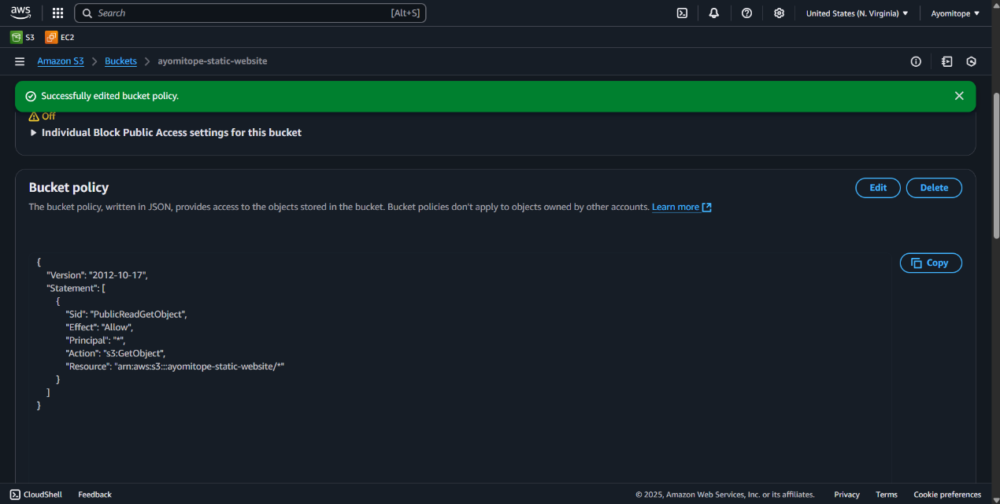 aws
Search [Alt+S]
United States (N. Virginia) ▼
Ayomitope ▼
S3 EC2
Amazon S3 > Buckets > ayomitope-static-website
Successfully edited bucket policy.
Off
Individual Block Public Access settings for this bucket
Bucket policy
Edit Delete
The bucket policy, written in JSON, provides access to the objects stored in the bucket. Bucket policies don't apply to objects owned by other accounts. Learn more
Copy
{
"Version": "2012-10-17",
"Statement": [
{
"Sid": "PublicReadGetObject",
"Effect": "Allow",
"Principal": "*",
"Action": "s3:GetObject",
"Resource": "arn:aws:s3:::ayomitope-static-website/*"
}
]
}
CloudShell Feedback © 2025, Amazon Web Services, Inc. or its affiliates. Privacy Terms Cookie preferences